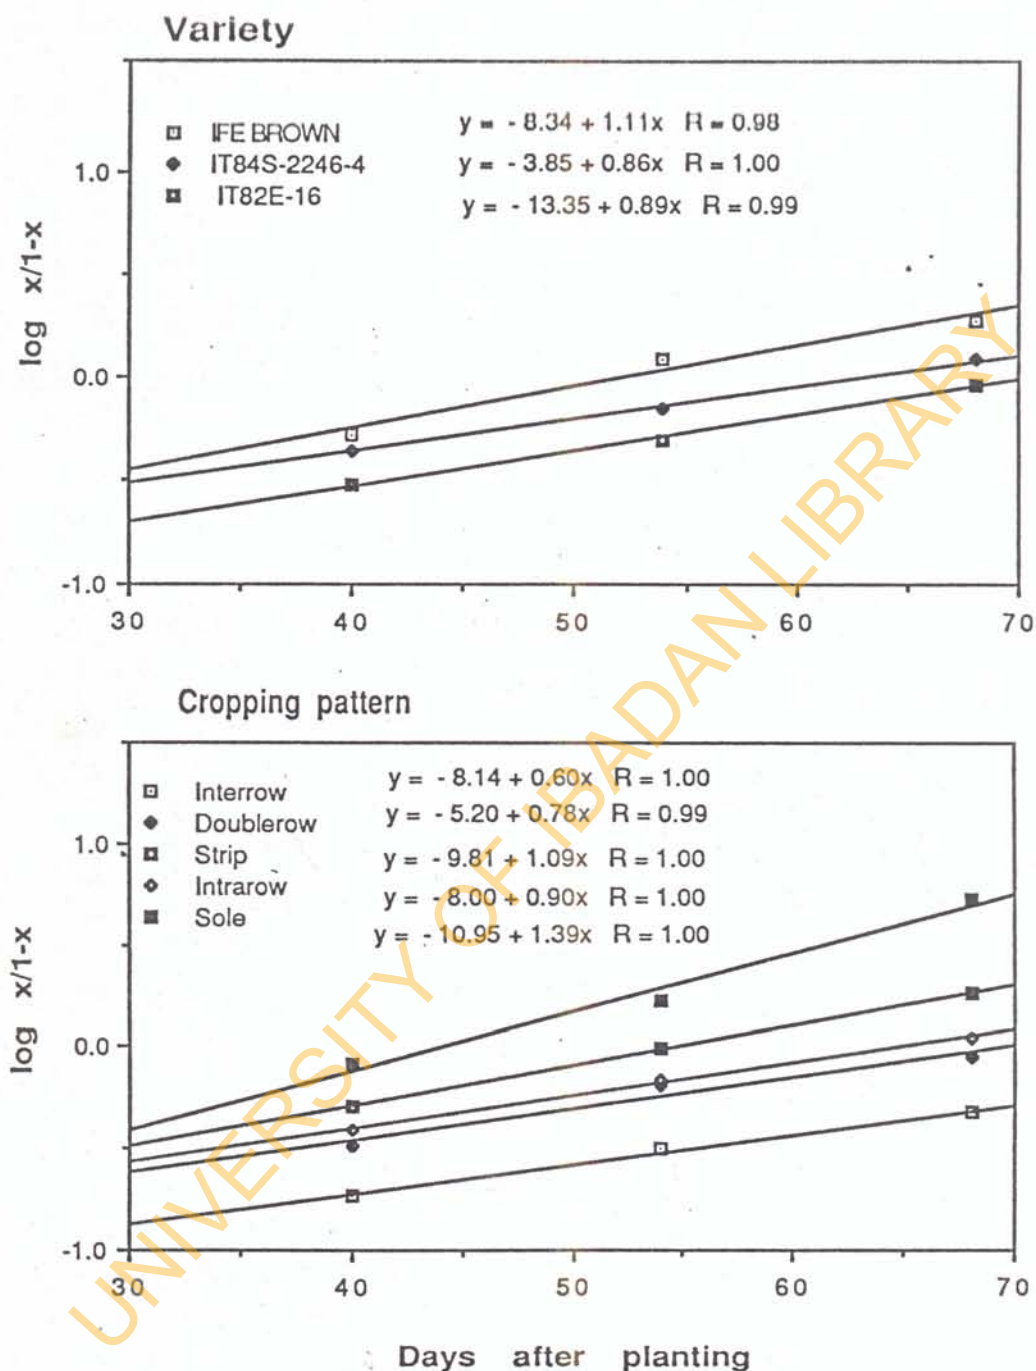 Variety
IFE BROWN y = - 8.34 + 1.11x R = 0.98
IT84S-2246-4 y = - 3.85 + 0.86x R = 1.00
IT82E-16 y = - 13.35 + 0.89x R = 0.99
log x/1-x
1.0
0.0
-1.0
30 40 50 60 70
Cropping pattern
Interrow y = - 8.14 + 0.60x R = 1.00
Doublerow y = - 5.20 + 0.78x R = 0.99
Strip y = - 9.81 + 1.09x R = 1.00
Intrarow y = - 8.00 + 0.90x R = 1.00
Sole y = - 10.95 + 1.39x R = 1.00
log x/1-x
1.0
0.0
-1.0
30 40 50 60 70
Days after planting
UNIVERSITY OF IBADAN LIBRARY